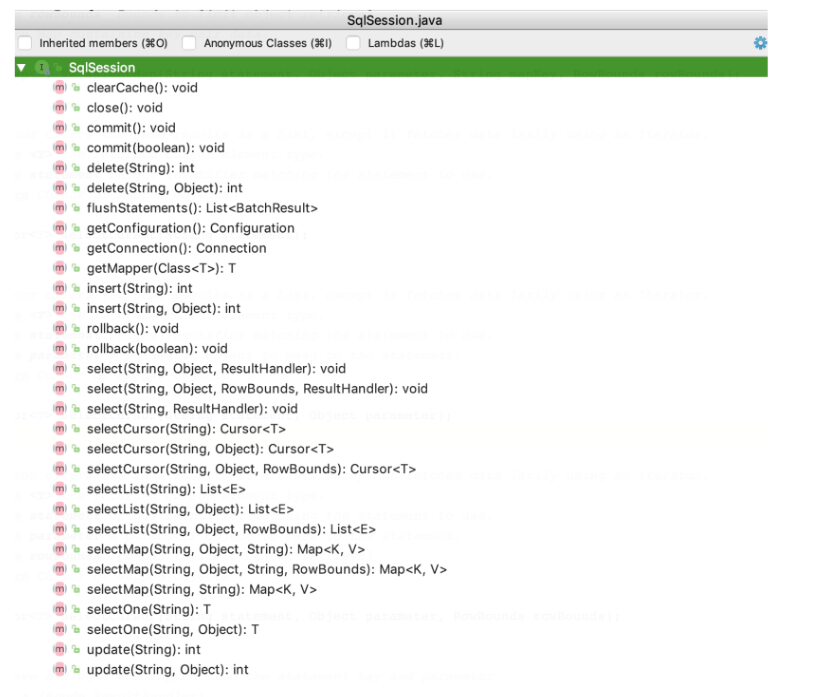 SqlSession.java
Inherited members (⌘O) Anonymous Classes (⌘I) Lambdas (⌘L)
SqlSession
clearCache(): void
close(): void
commit(): void
commit(boolean): void
delete(String): int
delete(String, Object): int
flushStatements(): List<BatchResult>
getConfiguration(): Configuration
getConnection(): Connection
getMapper(Class<T>): T
insert(String): int
insert(String, Object): int
rollback(): void
rollback(boolean): void
select(String, Object, ResultHandler): void
select(String, Object, RowBounds, ResultHandler): void
select(String, ResultHandler): void
selectCursor(String): Cursor<T>
selectCursor(String, Object): Cursor<T>
selectCursor(String, Object, RowBounds): Cursor<T>
selectList(String): List<E>
selectList(String, Object): List<E>
selectList(String, Object, RowBounds): List<E>
selectMap(String, Object, String): Map<K, V>
selectMap(String, Object, String, RowBounds): Map<K, V>
selectMap(String, String): Map<K, V>
selectOne(String): T
selectOne(String, Object): T
update(String): int
update(String, Object): int